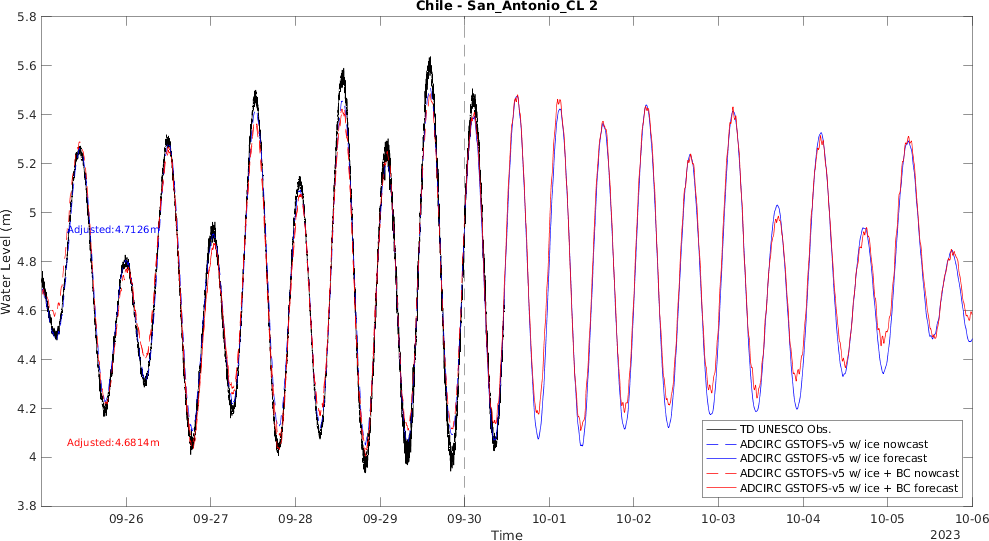 Chile - San_Antonio_CL 2
Water Level (m)
5.8
5.6
5.4
5.2
5
4.8
4.6
4.4
4.2
4
3.8
Adjusted:4.7126m
Adjusted:4.6814m
TD UNESCO Obs.
ADCIRC GSTOFS-v5 w/ ice nowcast
ADCIRC GSTOFS-v5 w/ ice forecast
ADCIRC GSTOFS-v5 w/ ice + BC nowcast
ADCIRC GSTOFS-v5 w/ ice + BC forecast
09-26 09-27 09-28 09-29 09-30 10-01 10-02 10-03 10-04 10-05 10-06
Time
2023